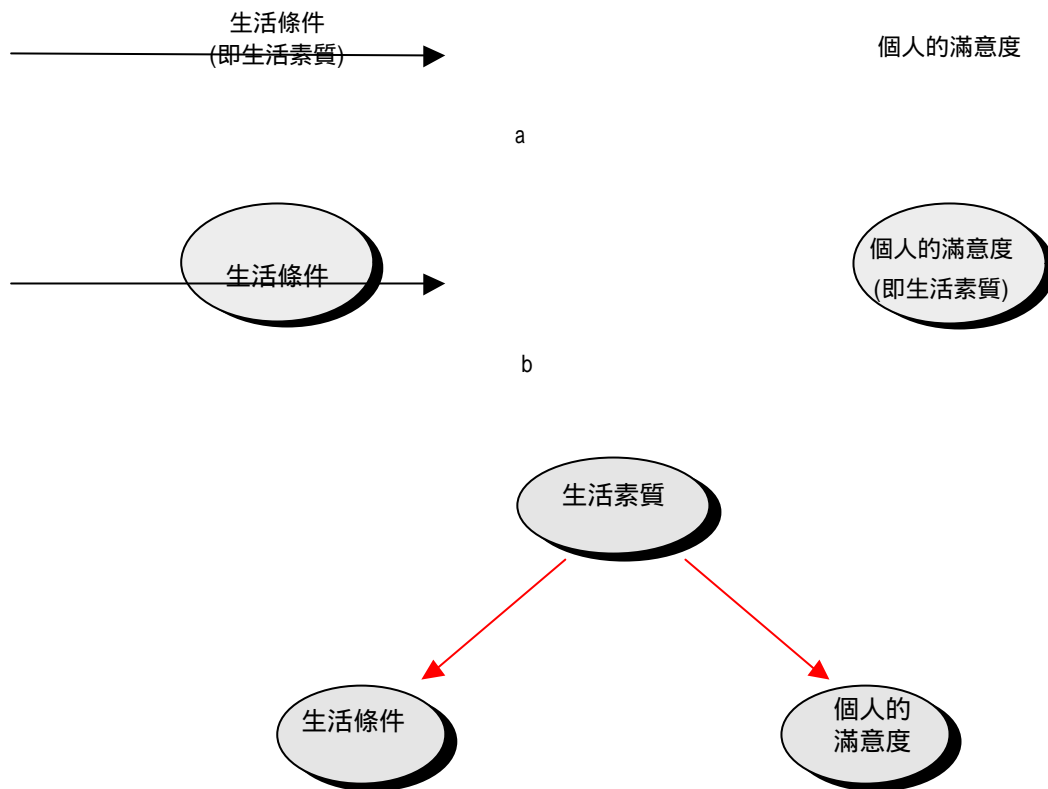 生活條件
(即生活素質)
個人的滿意度
a
生活條件
個人的滿意度
(即生活素質)
b
生活素質
生活條件
個人的
滿意度